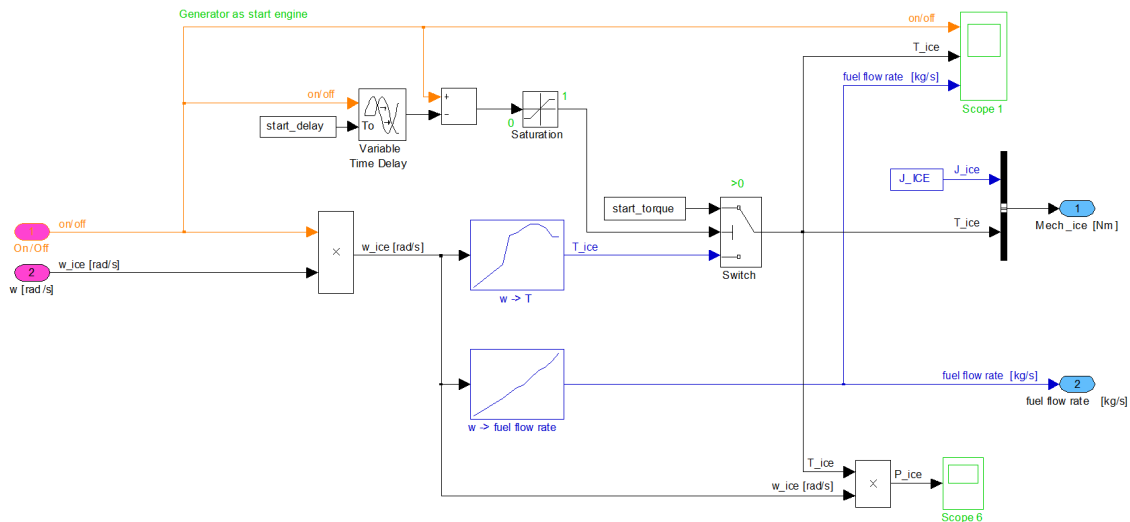 Generator as start engine
on/off
T_ice
fuel flow rate [kg/s]
Scope 1
on/off
start_delay
To
Variable
Time Delay
+
−
1
0
Saturation
>0
start_torque
Switch
J_ICE
J_ice
T_ice
1
Mech_ice [Nm]
on/off
On/Off
w_ice [rad/s]
2
w [rad/s]
×
w_ice [rad/s]
T_ice
w -> T
w -> fuel flow rate
fuel flow rate [kg/s]
2
fuel flow rate [kg/s]
T_ice
w_ice [rad/s]
×
P_ice
Scope 6